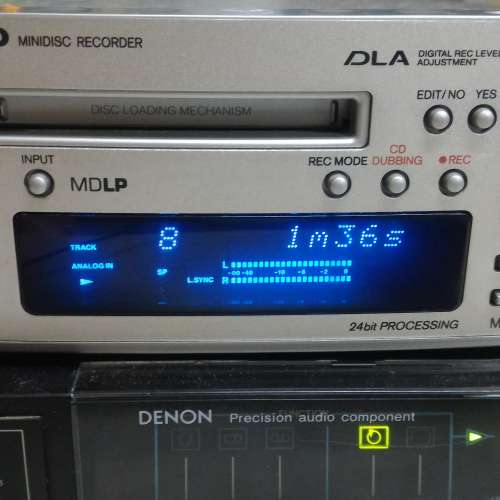 MINIDISC RECORDER
DLA DIGITAL REC LEVE
ADJUSTMENT
DISC LOADING MECHANISM
EDIT/NO YES
INPUT
MDLP
REC MODE
CD
DUBBING
●REC
TRACK 8 1m36s
ANALOG IN
SP
L.SYNC
L
-∞ -40 -10 -6 -2 0
R
24bit PROCESSING
M
DENON Precision audio component